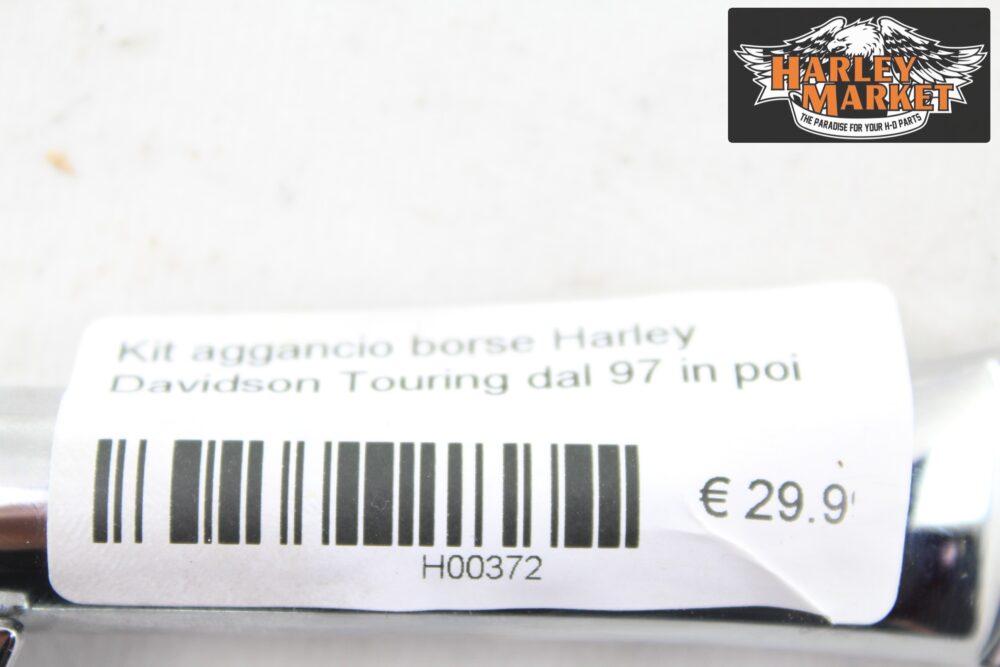 HARLEY
MARKET
THE PARADISE FOR YOUR H-D PARTS
Kit aggancio borse Harley
Davidson Touring dal 97 in poi
€ 29.9
H00372